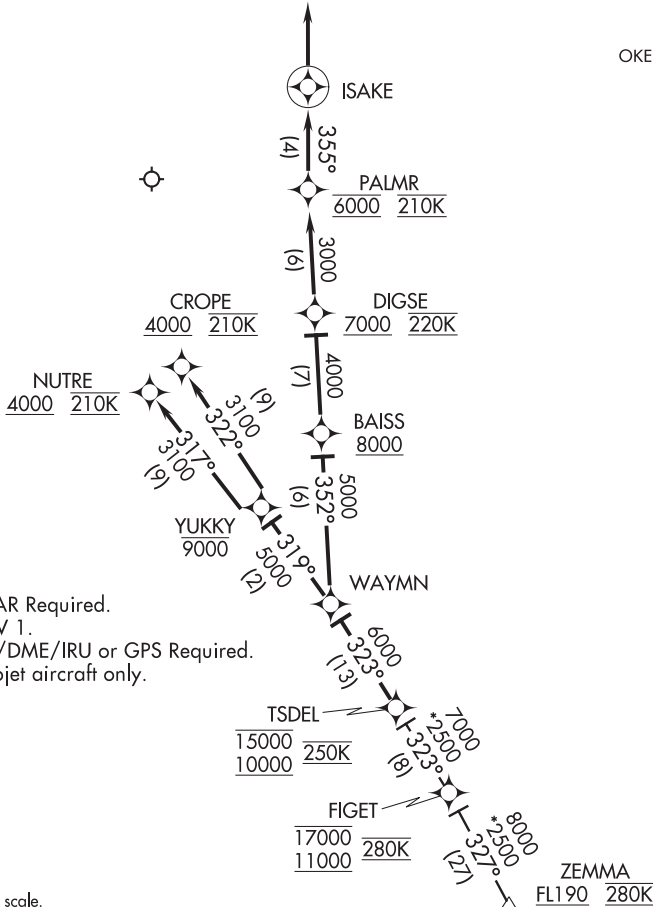 OKE
ISAKE
355°
(4)
PALMR
6000 210K
3000
(6)
CROPE
4000 210K
DIGSE
7000 220K
NUTRE
4000 210K
(9)
3100
322°
4000
(7)
317°
3100
(9)
BAISS
8000
5000
352°
(6)
YUKKY
9000
319°
5000
(2)
WAYMN
AR Required.
V 1.
/DME/IRU or GPS Required.
ojet aircraft only.
6000
323°
(13)
TSDEL
15000
10000
250K
7000
*2500
323°
(8)
FIGET
17000
11000
280K
8000
*2500
327°
(27)
ZEMMA
FL190 280K
scale.